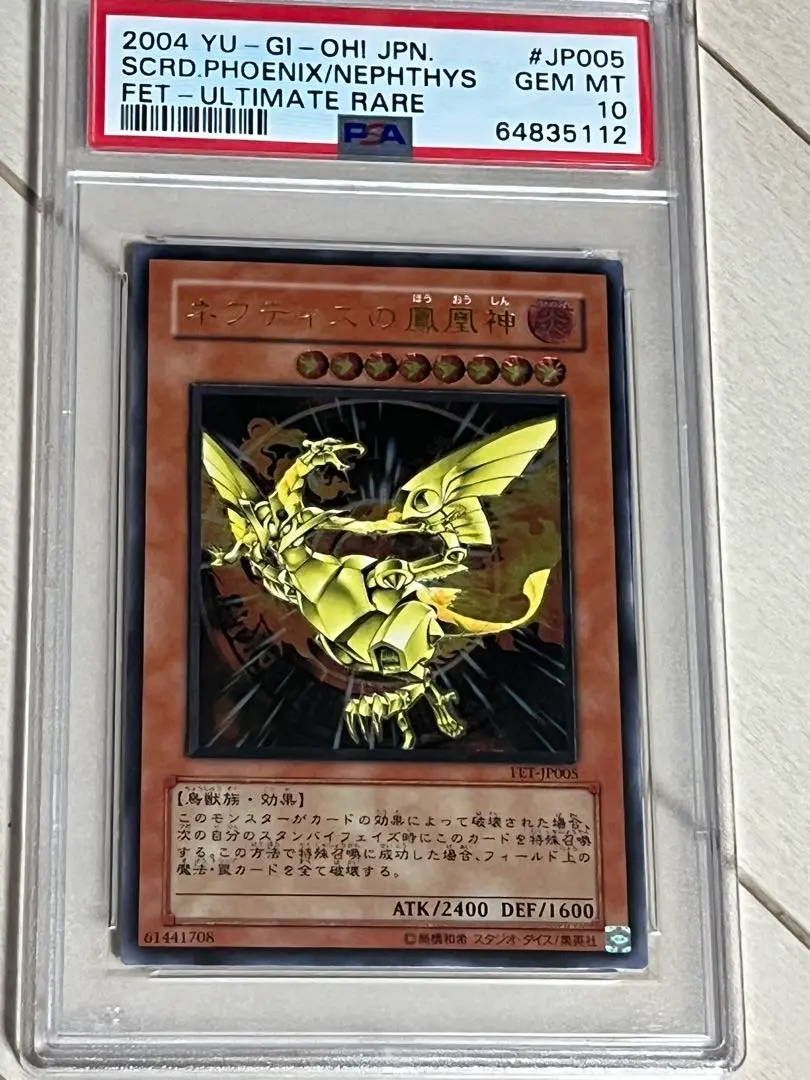 2004 YU-GI-OH! JPN. #JP005
SCRD.PHOENIX/NEPHTHYS GEM MT
FET-ULTIMATE RARE 10
PSA 64835112
ほう おう しん
ネフティスの鳳凰神 炎
FET-JP005
【鳥獣族・効果】
このモンスターがカードの効果によって破壊された場合、
次の自分のスタンバイフェイズ時にこのカードを特殊召喚
する。この方法で特殊召喚に成功した場合、フィールド上の
魔法・罠カードを全て破壊する。
ATK/2400 DEF/1600
61441708 ©高橋和希 スタジオ・ダイス/集英社